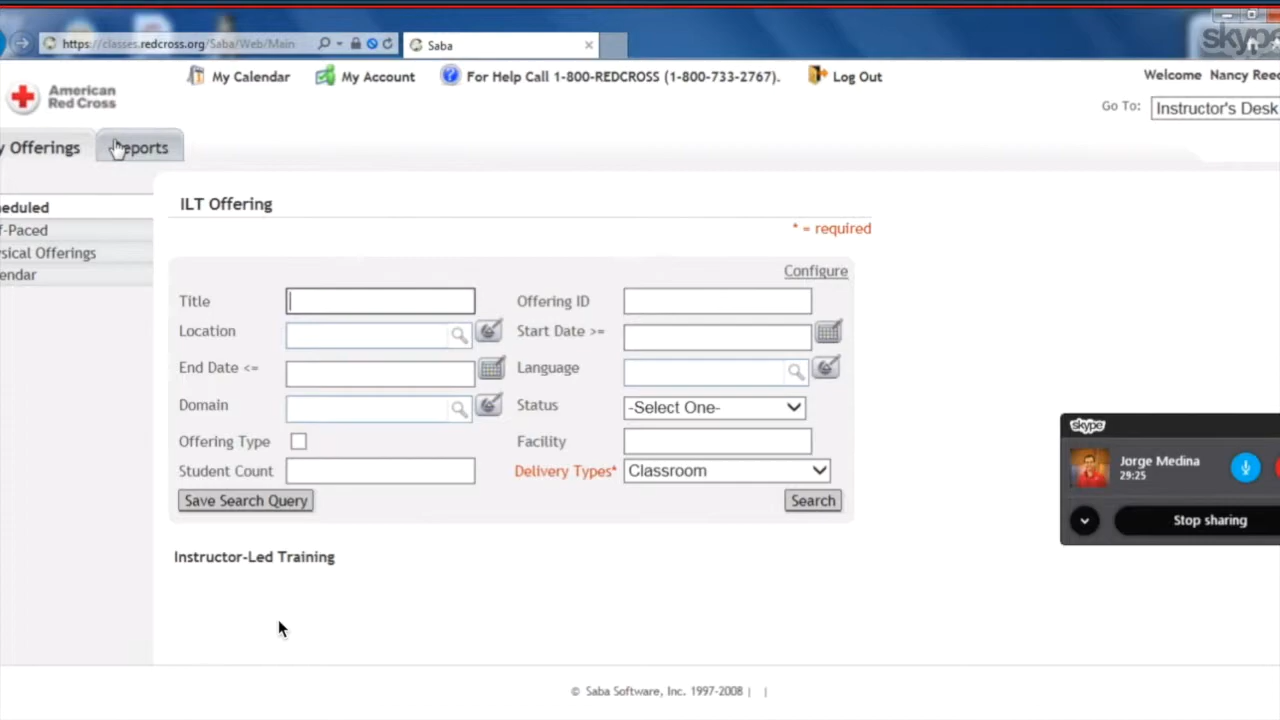 skype
https://classes.redcross.org/Saba/Web/Main
Saba
My Calendar
My Account
For Help Call 1-800-REDCROSS (1-800-733-2767).
Log Out
Welcome Nancy Reed
American
Red Cross
Go To:
Instructor's Desk
y Offerings
eports
ILT Offering
* = required
eduled
f-Paced
sical Offerings
endar
Configure
Title
Offering ID
Location
Start Date >=
End Date <=
Language
Domain
Status
-Select One-
Offering Type
Facility
Student Count
Delivery Types*
Classroom
Save Search Query
Search
Instructor-Led Training
skype
Jorge Medina
29:25
Stop sharing
© Saba Software, Inc. 1997-2008 | |